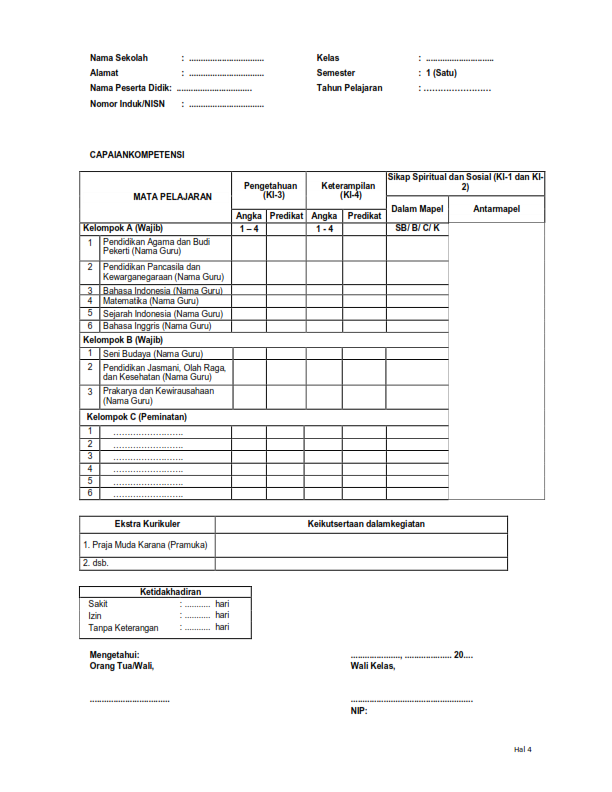 Nama Sekolah : ................................ Kelas : .............................
Alamat : ................................ Semester : 1 (Satu)
Nama Peserta Didik: ................................ Tahun Pelajaran : ……………………
Nomor Induk/NISN : ................................
CAPAIANKOMPETENSI
MATA PELAJARAN Pengetahuan (KI-3) Keterampilan (KI-4) Sikap Spiritual dan Sosial (KI-1 dan KI-2)
Angka Predikat Angka Predikat Dalam Mapel Antarmapel
Kelompok A (Wajib) 1 – 4 1 - 4 SB/ B/ C/ K
1 Pendidikan Agama dan Budi
Pekerti (Nama Guru)
2 Pendidikan Pancasila dan
Kewarganegaraan (Nama Guru)
3 Bahasa Indonesia (Nama Guru)
4 Matematika (Nama Guru)
5 Sejarah Indonesia (Nama Guru)
6 Bahasa Inggris (Nama Guru)
Kelompok B (Wajib)
1 Seni Budaya (Nama Guru)
2 Pendidikan Jasmani, Olah Raga,
dan Kesehatan (Nama Guru)
3 Prakarya dan Kewirausahaan
(Nama Guru)
Kelompok C (Peminatan)
1 …………………….
2 …………………….
3 …………………….
4 …………………….
5 …………………….
6 …………………….
Ekstra Kurikuler Keikutsertaan dalamkegiatan
1. Praja Muda Karana (Pramuka)
2. dsb.
Ketidakhadiran
Sakit : ........... hari
Izin : ........... hari
Tanpa Keterangan : ........... hari
Mengetahui: ....................., .................... 20....
Orang Tua/Wali, Wali Kelas,
.................................. ....................................................
NIP:
Hal 4